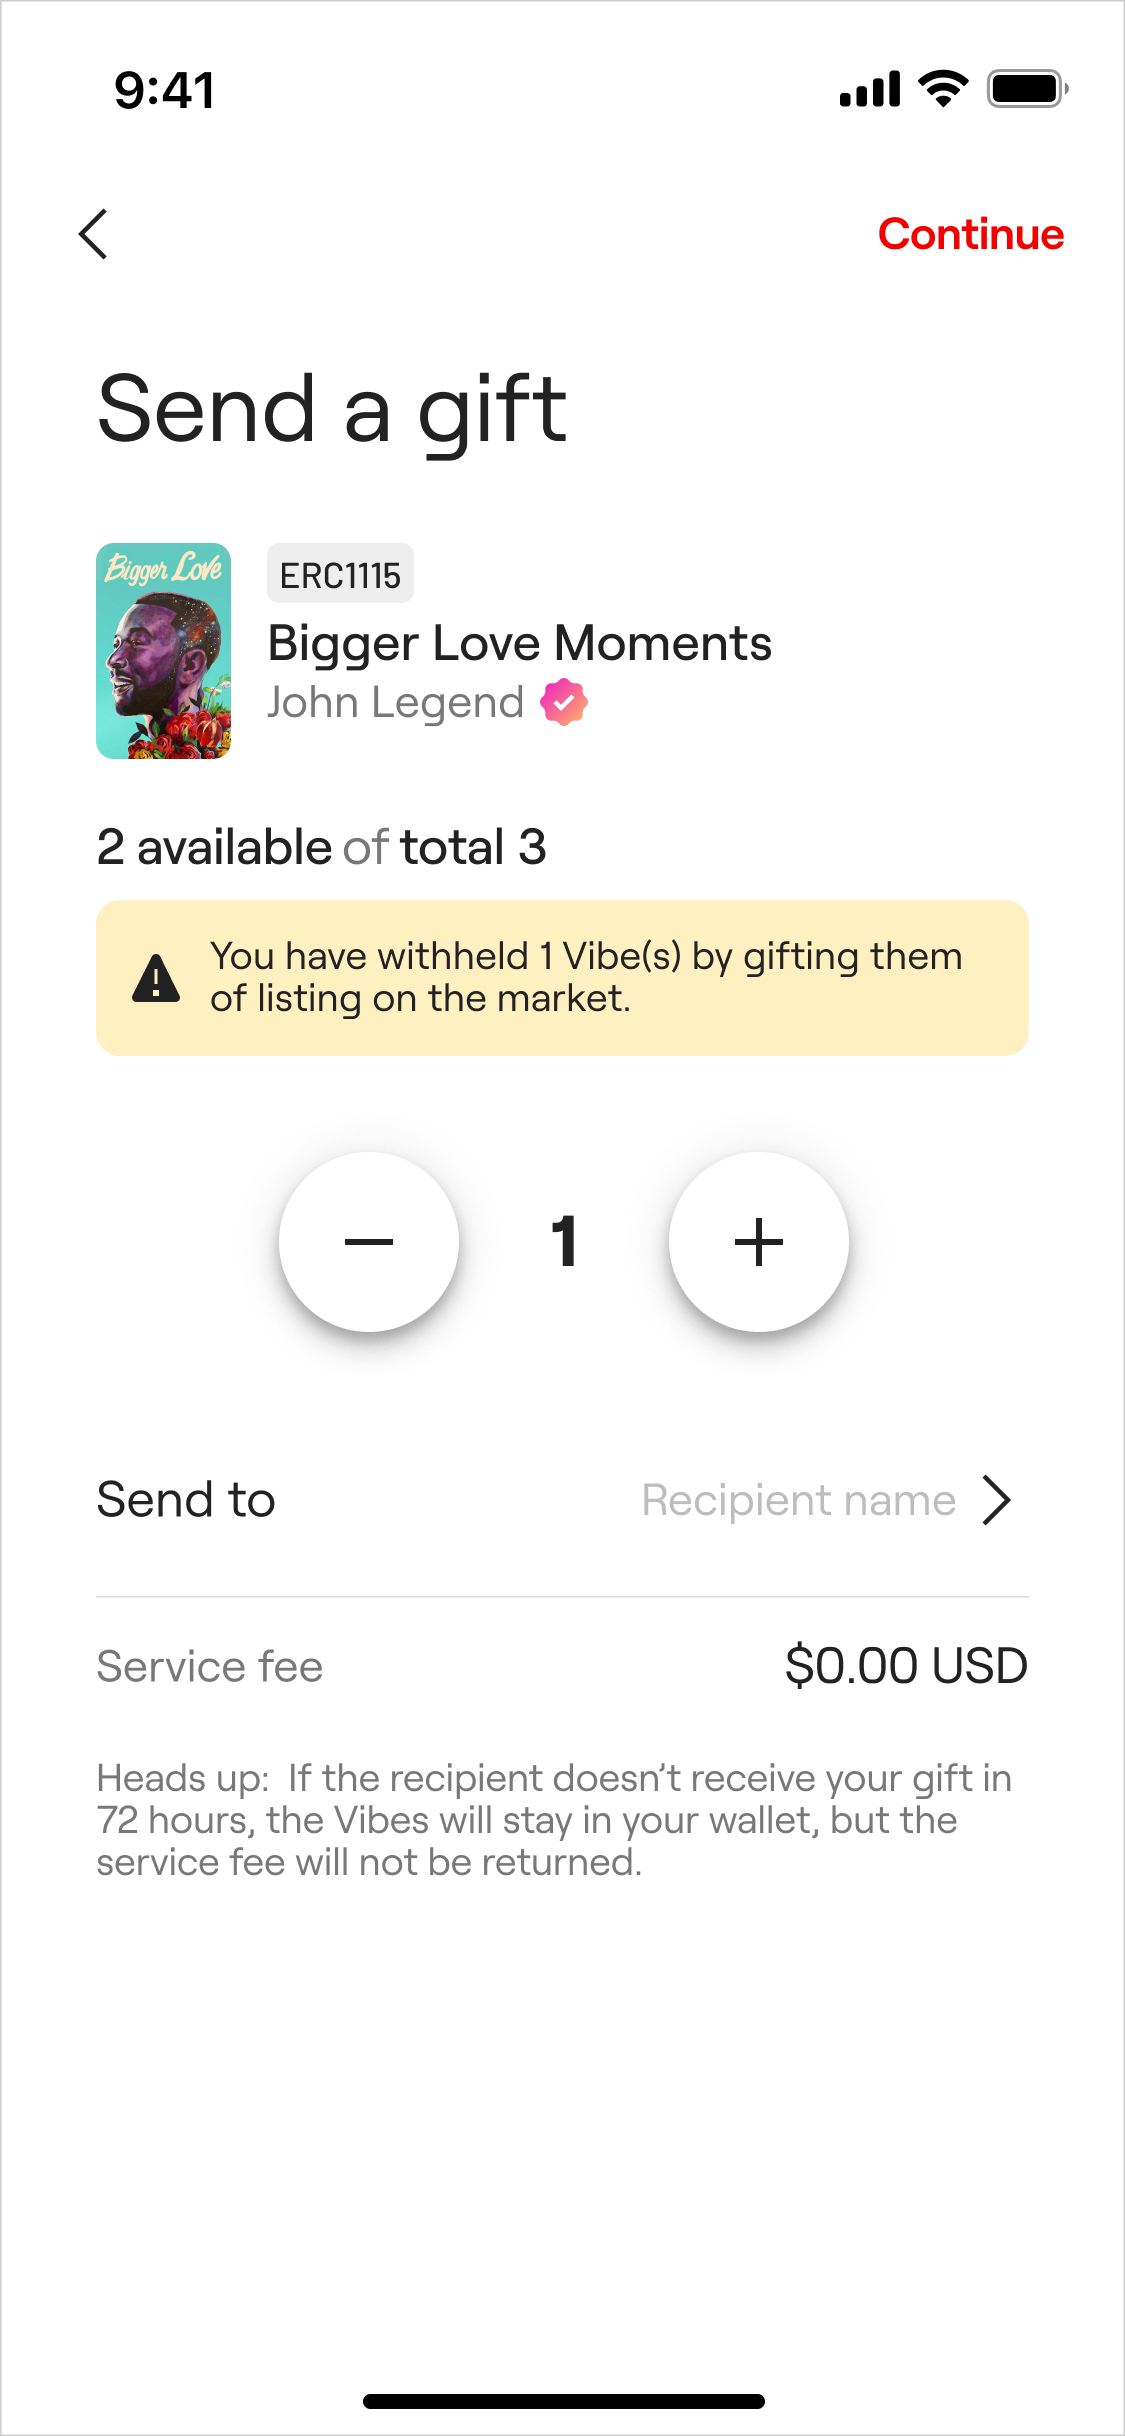 9:41
Continue
Send a gift
Bigger Love
ERC1115
Bigger Love Moments
John Legend
2 available of total 3
You have withheld 1 Vibe(s) by gifting them
of listing on the market.
1
Send to
Recipient name
Service fee
$0.00 USD
Heads up:  If the recipient doesn’t receive your gift in
72 hours, the Vibes will stay in your wallet, but the
service fee will not be returned.